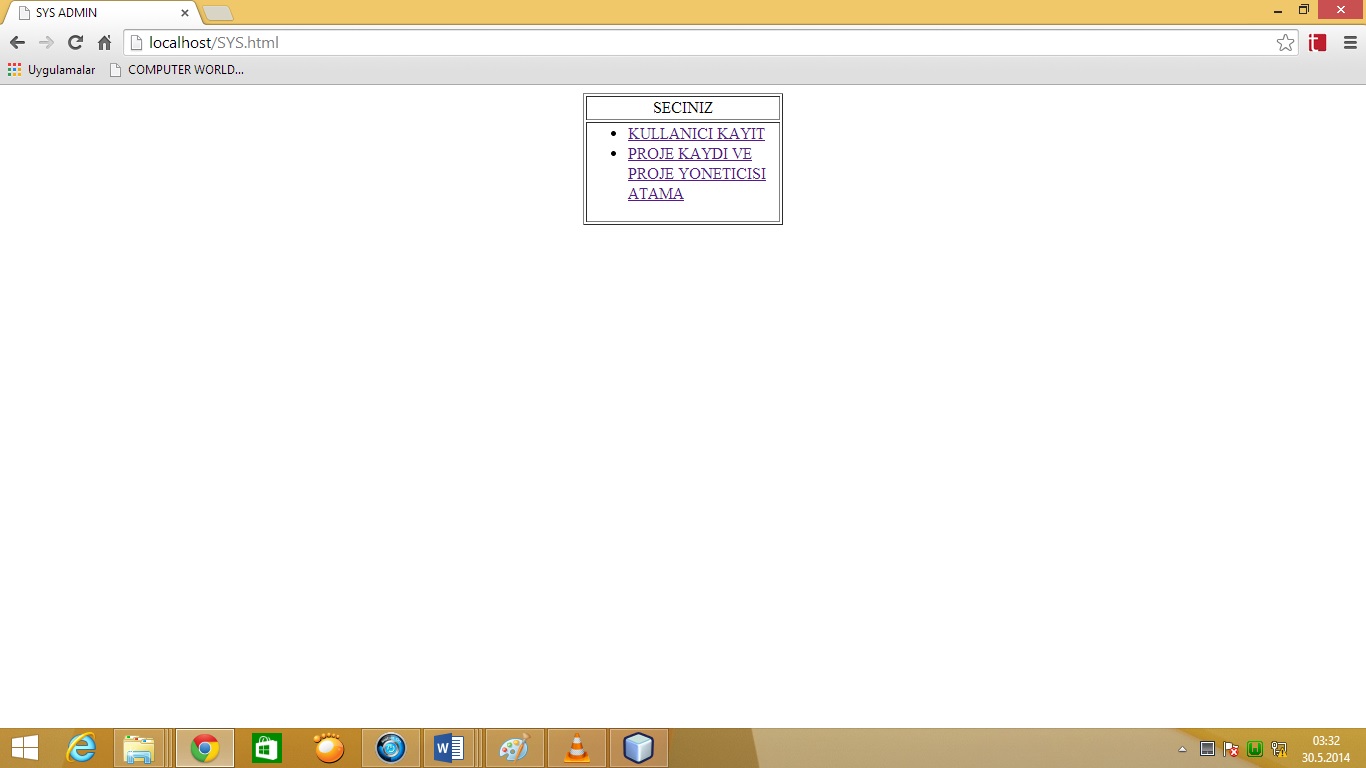 SYS ADMIN
localhost/SYS.html
Uygulamalar
COMPUTER WORLD...
SECINIZ
KULLANICI KAYIT
PROJE KAYDI VE
PROJE YONETICISI
ATAMA
03:32
30.5.2014